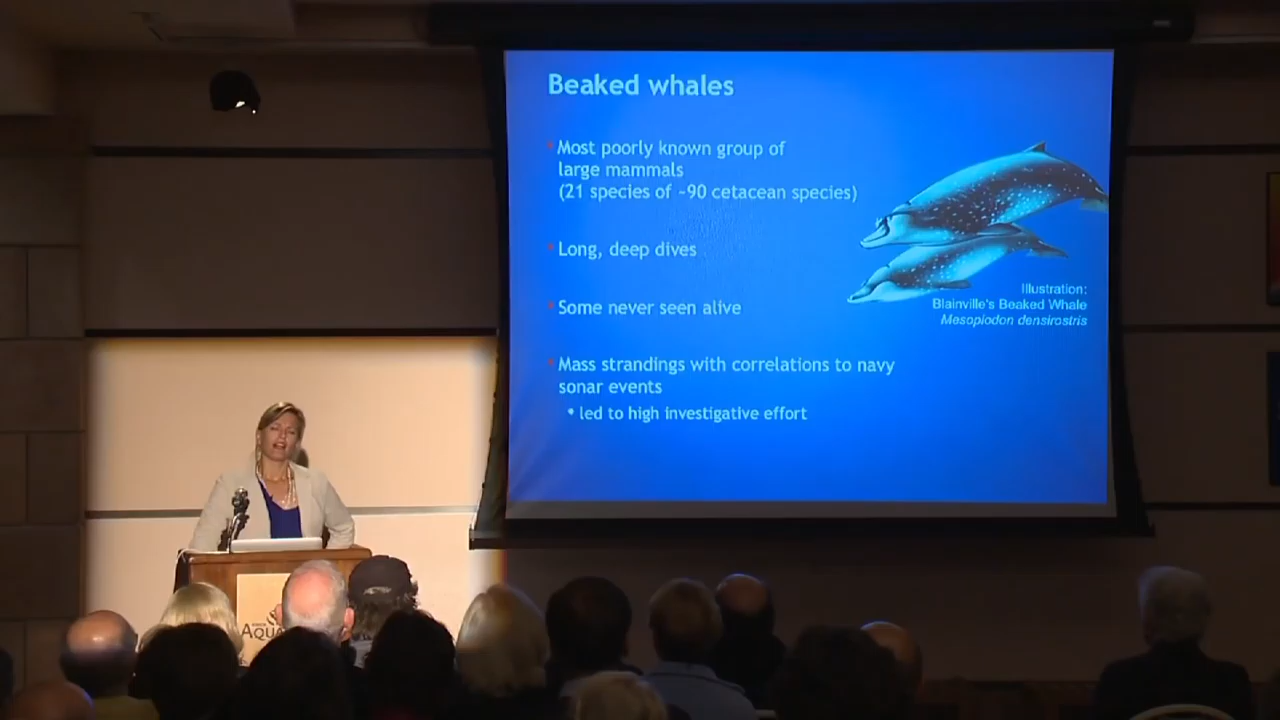 Beaked whales
Most poorly known group of
large mammals
(21 species of ~90 cetacean species)
Long, deep dives
Some never seen alive
Illustration:
Blainville's Beaked Whale
Mesoplodon densirostris
Mass strandings with correlations to navy
sonar events
• led to high investigative effort